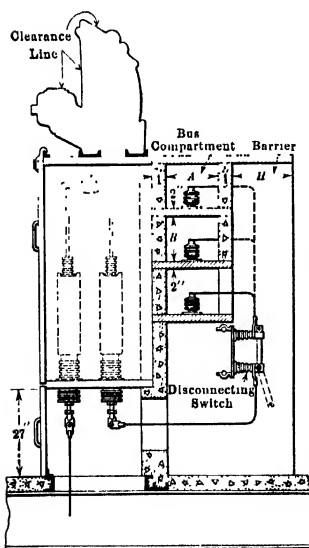 Clearance
Line
Bus
Compartment
Barrier
A
H
2"
B
2"
Disconnecting
Switch
27"